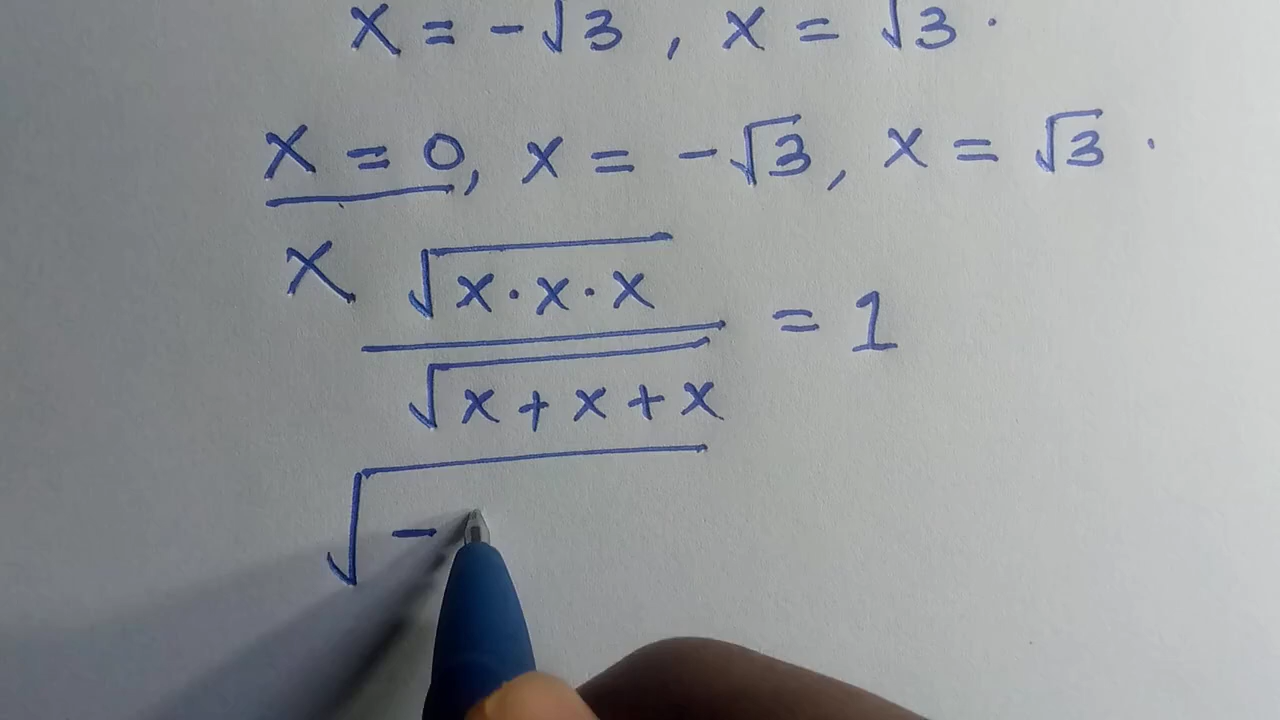 x = -√3 , x = √3 .
x = 0, x = -√3, x = √3 .
x √x·x·x
= 1
√x + x + x
√-